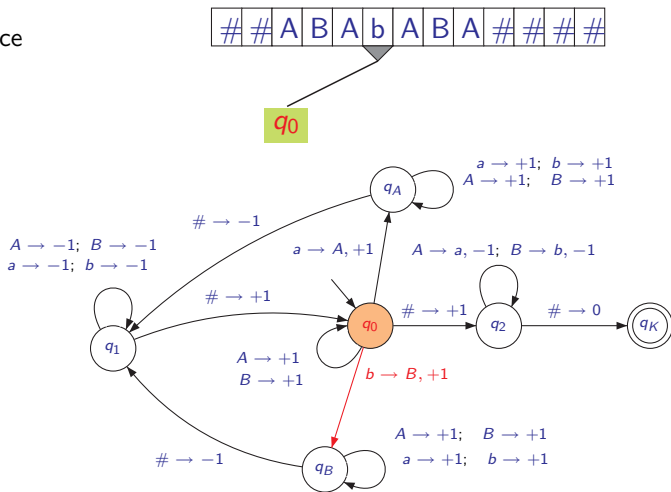 # # A B A b A B A # # # #
ce
q0
qA
a → +1; b → +1
A → +1; B → +1
# → −1
A → −1; B → −1
a → −1; b → −1
a → A, +1
A → a, −1; B → b, −1
# → +1
# → +1
# → 0
q1
q0
q2
qK
A → +1
B → +1
b → B, +1
A → +1; B → +1
a → +1; b → +1
# → −1
qB